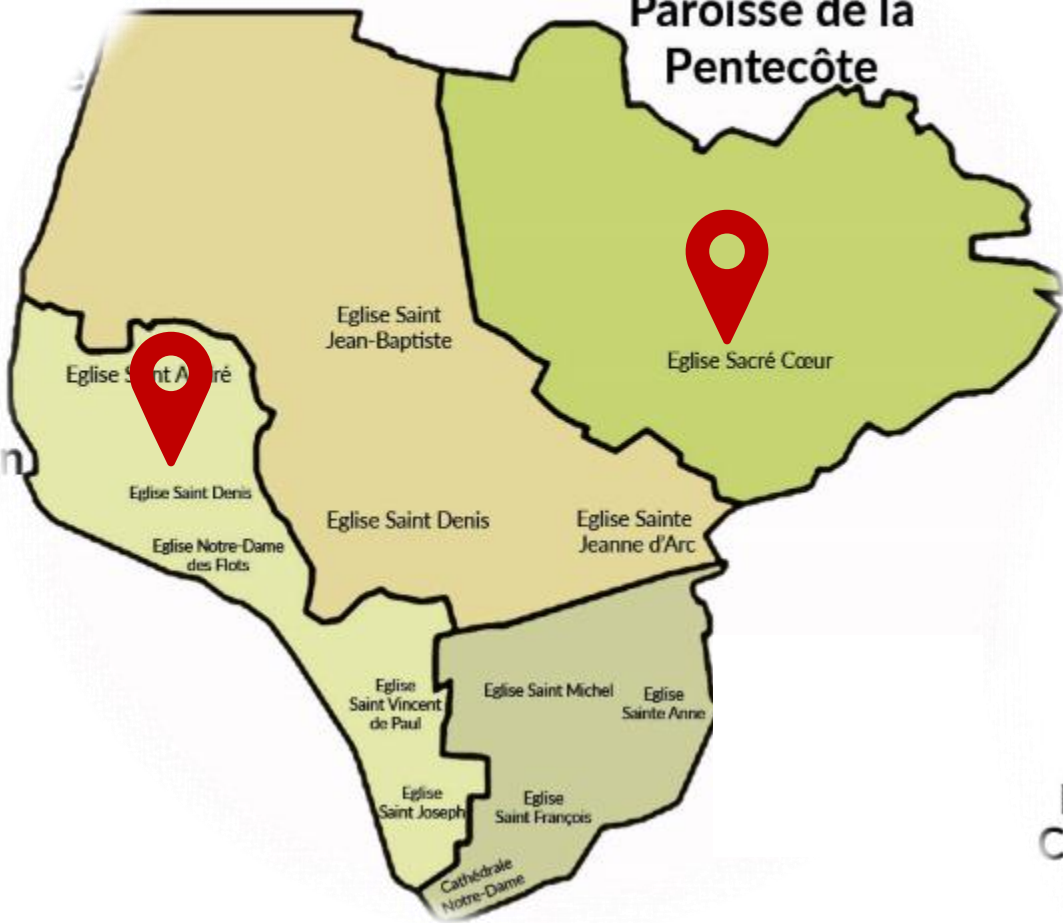 Paroisse de la
Pentecôte
Eglise Saint
Jean-Baptiste
Eglise Sacré Cœur
Eglise
n
Eglise Saint Denis
Eglise Saint Denis
Eglise Sainte
Jeanne d'Arc
Eglise Notre-Dame
des Flots
Eglise
Saint Vincent
de Paul
Eglise Saint Michel
Eglise
Sainte Anne
Eglise
Saint Joseph
Eglise
Saint François
Cathédrale
Notre-Dame